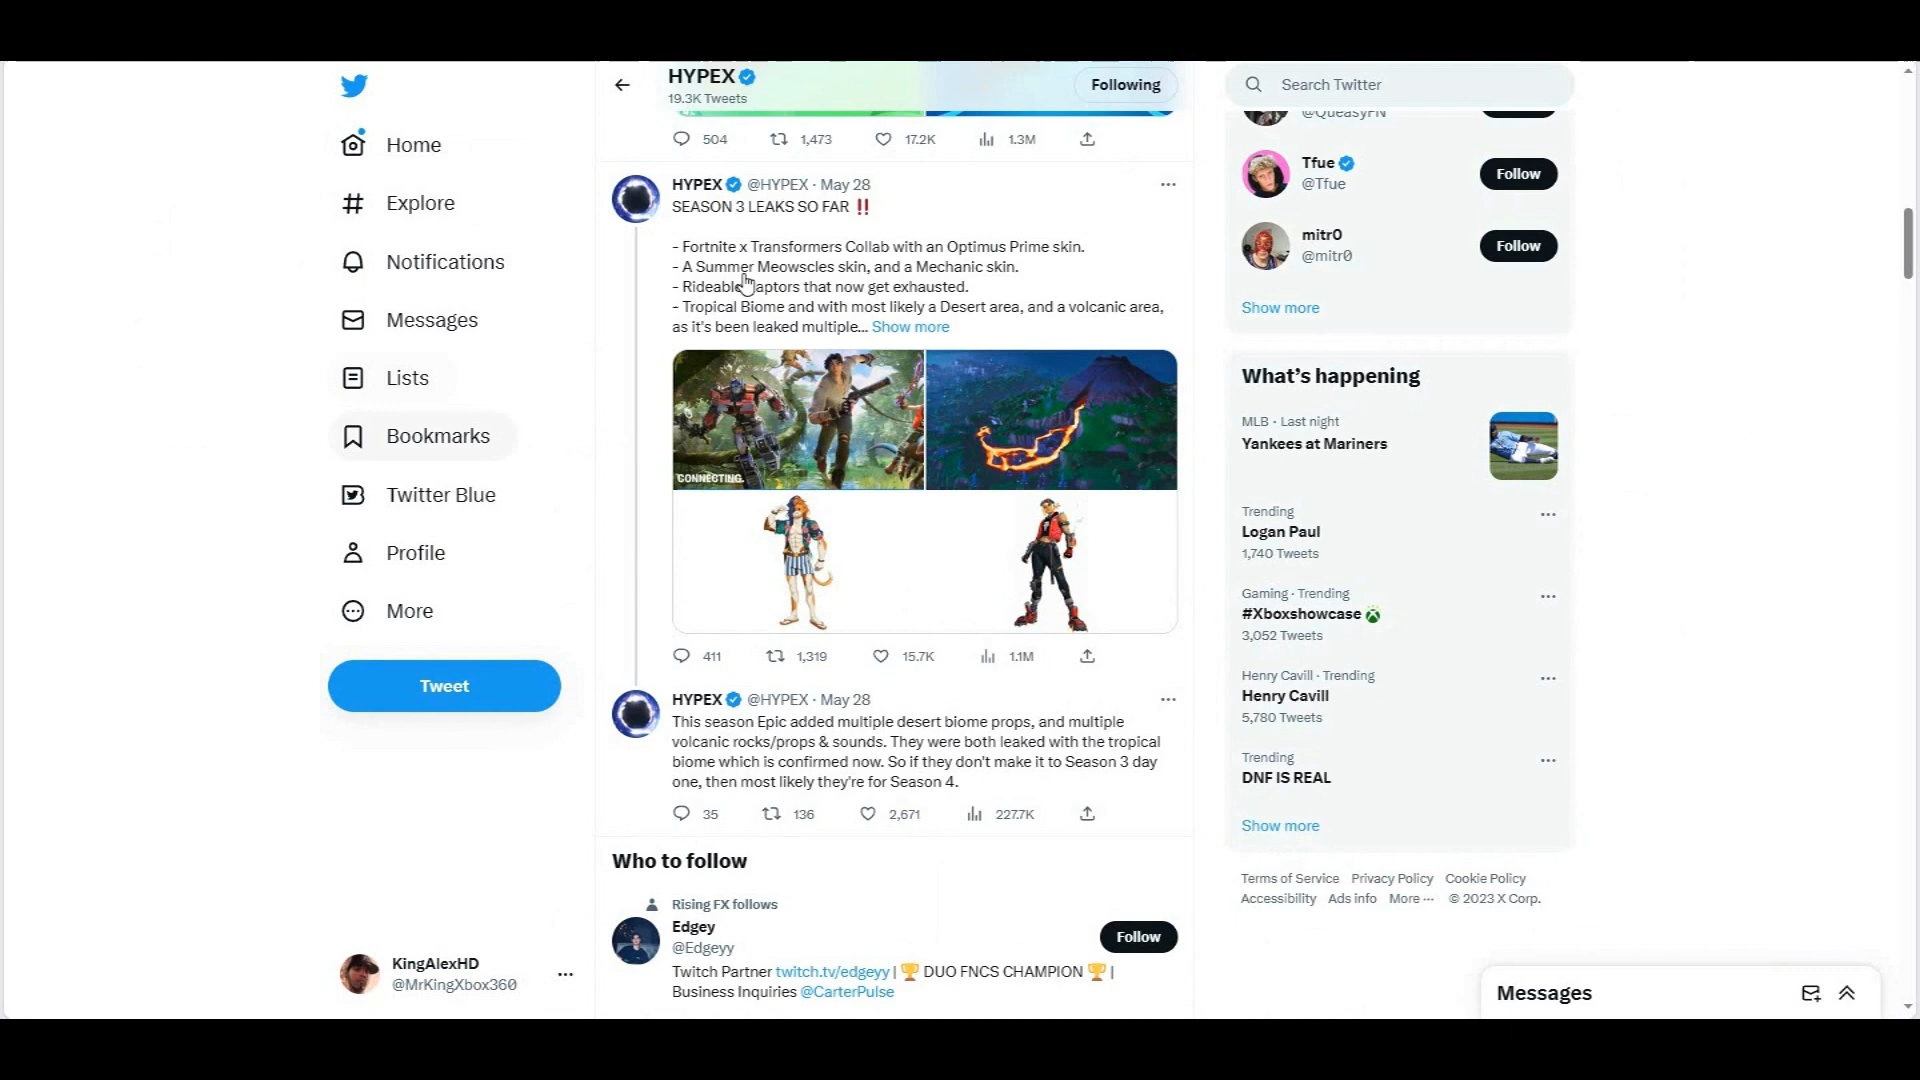 Home
Explore
Notifications
Messages
Lists
Bookmarks
Twitter Blue
Profile
More
Tweet
KingAlexHD
@MrKingXbox360
HYPEX
19.3K Tweets
Following
504 1,473 17.2K 1.3M
HYPEX @HYPEX · May 28
SEASON 3 LEAKS SO FAR ‼️
- Fortnite x Transformers Collab with an Optimus Prime skin.
- A Summer Meowscles skin, and a Mechanic skin.
- Rideable aptors that now get exhausted.
- Tropical Biome and with most likely a Desert area, and a volcanic area,
as it's been leaked multiple... Show more
CONNECTING.
411 1,319 15.7K 1.1M
HYPEX @HYPEX · May 28
This season Epic added multiple desert biome props, and multiple
volcanic rocks/props & sounds. They were both leaked with the tropical
biome which is confirmed now. So if they don't make it to Season 3 day
one, then most likely they're for Season 4.
35 136 2,671 227.7K
Who to follow
Rising FX follows
Edgey
@Edgeyy
Follow
Twitch Partner twitch.tv/edgeyy | 🏆 DUO FNCS CHAMPION 🏆 |
Business Inquiries @CarterPulse
Search Twitter
@QueasyFN
Tfue
@Tfue
Follow
mitr0
@mitr0
Follow
Show more
What's happening
MLB · Last night
Yankees at Mariners
Trending
Logan Paul
1,740 Tweets
Gaming · Trending
#Xboxshowcase
3,052 Tweets
Henry Cavill · Trending
Henry Cavill
5,780 Tweets
Trending
DNF IS REAL
Show more
Terms of Service Privacy Policy Cookie Policy
Accessibility Ads info More ··· © 2023 X Corp.
Messages